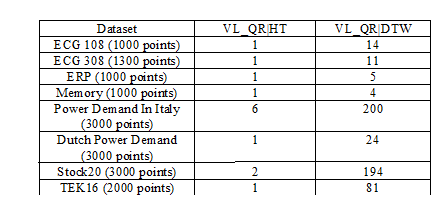 Dataset VL_QR|HT VL_QR|DTW
ECG 108 (1000 points) 1 14
ECG 308 (1300 points) 1 11
ERP (1000 points) 1 5
Memory (1000 points) 1 4
Power Demand In Italy 6 200
(3000 points)
Dutch Power Demand 1 24
(3000 points)
Stock20 (3000 points) 2 194
TEK16 (2000 points) 1 81